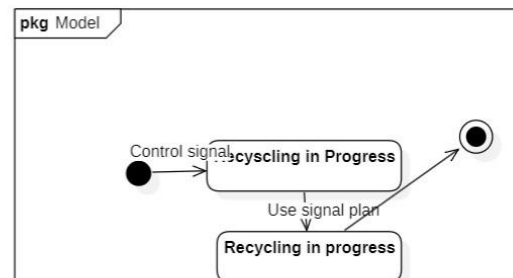 pkg Model
Control signal
Recyscling in Progress
Use signal plan
Recycling in progress